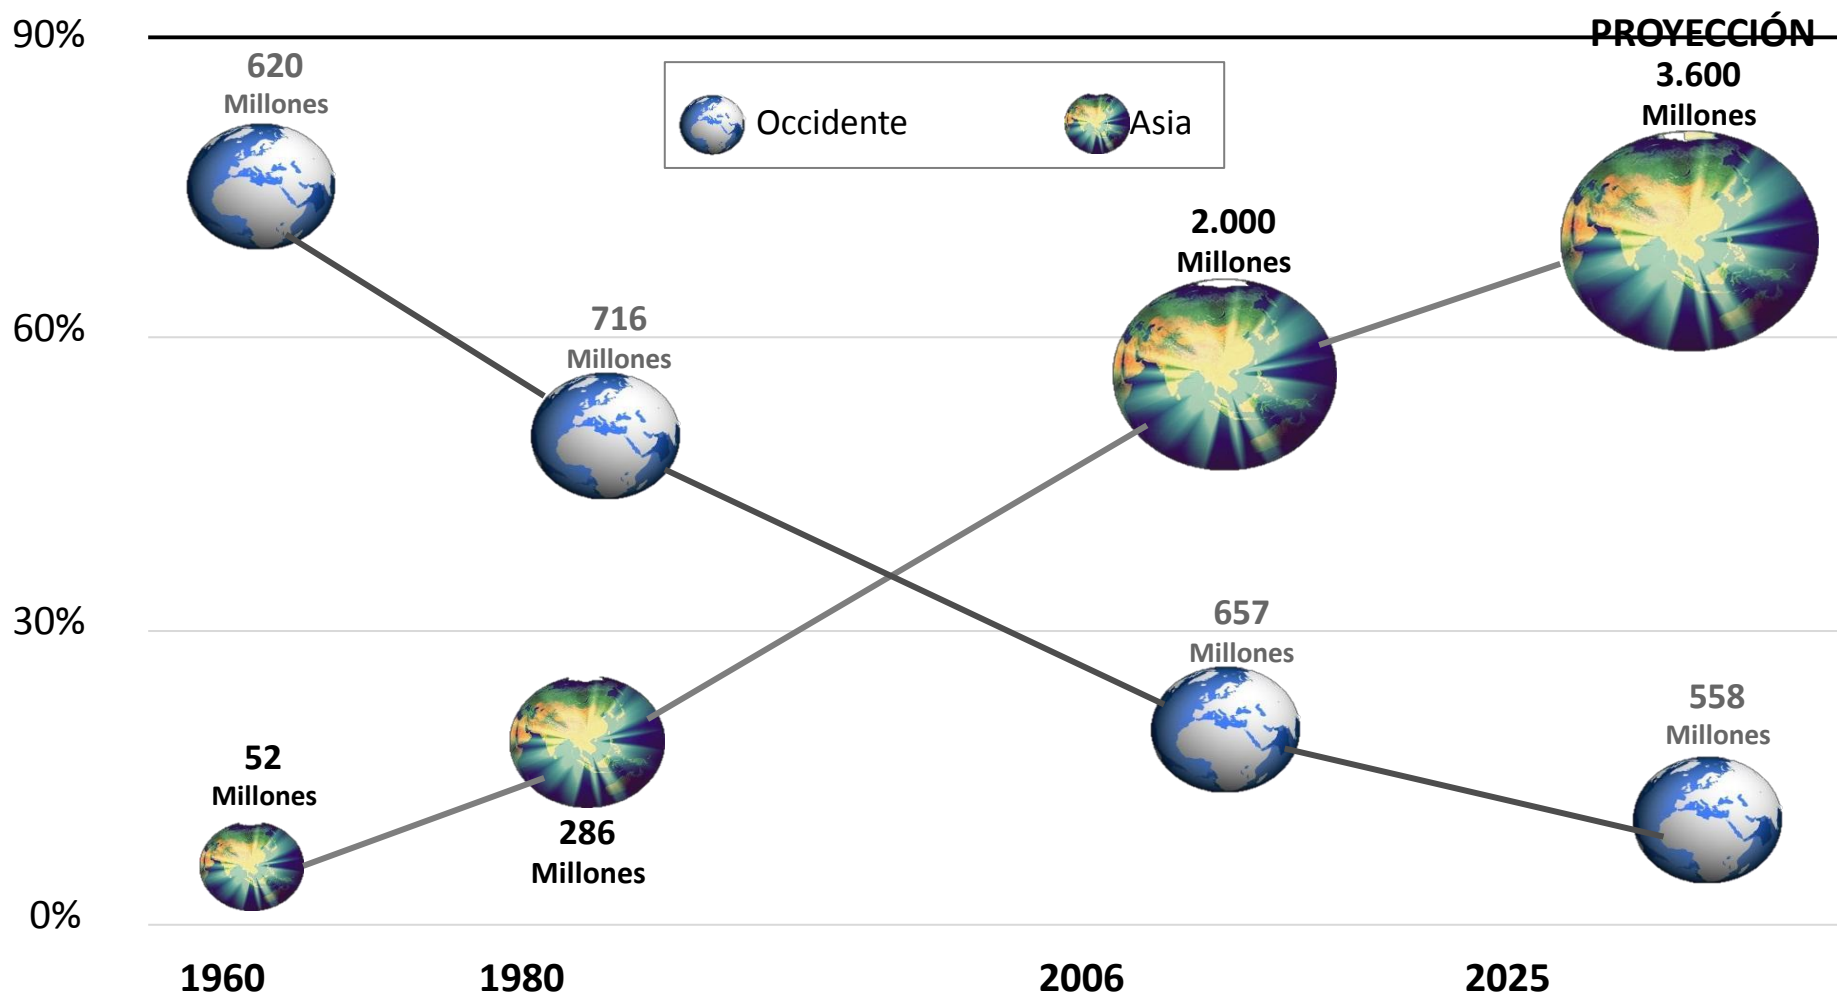 90%
PROYECCIÓN
620
Millones
Occidente
Asia
3.600
Millones
2.000
Millones
60%
716
Millones
30%
657
Millones
558
Millones
52
Millones
286
Millones
0%
1960
1980
2006
2025